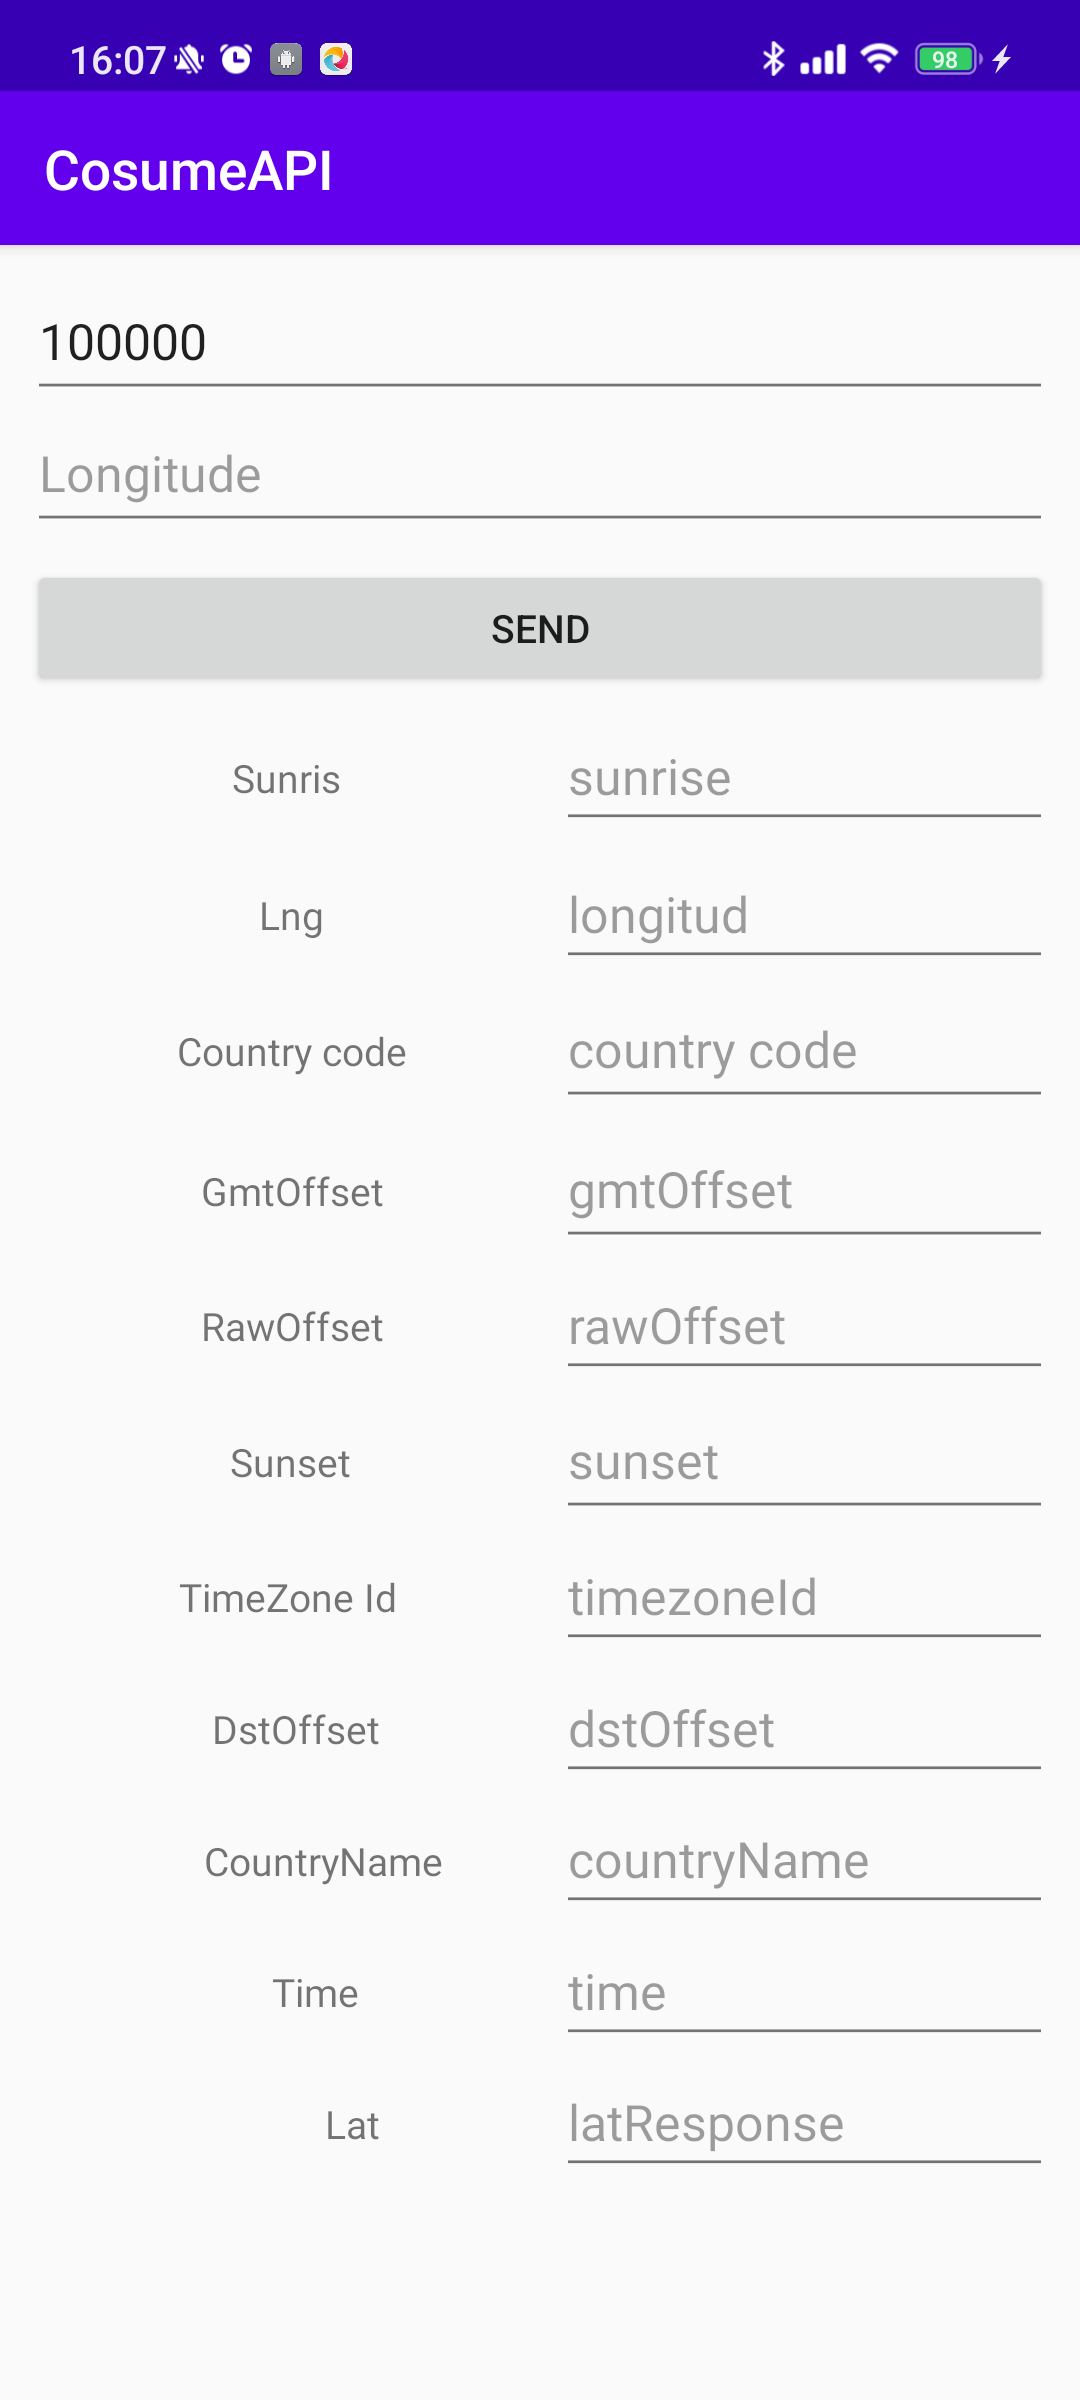 16:07 98
CosumeAPI
100000
Longitude
SEND
Sunris sunrise
Lng longitud
Country code country code
GmtOffset gmtOffset
RawOffset rawOffset
Sunset sunset
TimeZone Id timezoneId
DstOffset dstOffset
CountryName countryName
Time time
Lat latResponse